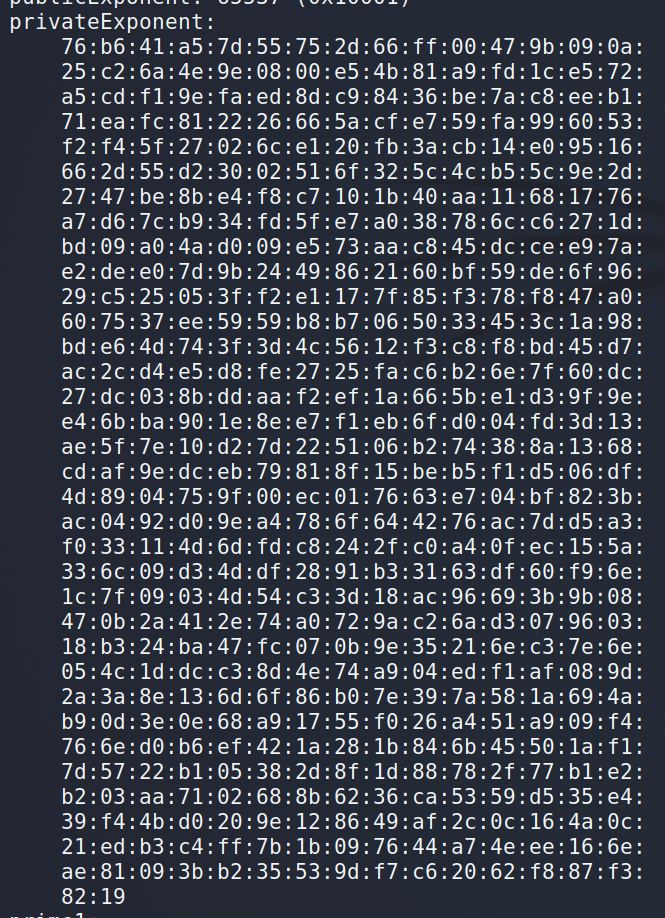 publicExponent: 65537 (0x10001)
privateExponent:
76:b6:41:a5:7d:55:75:2d:66:ff:00:47:9b:09:0a:
25:c2:6a:4e:9e:08:00:e5:4b:81:a9:fd:1c:e5:72:
a5:cd:f1:9e:fa:ed:8d:c9:84:36:be:7a:c8:ee:b1:
71:ea:fc:81:22:26:66:5a:cf:e7:59:fa:99:60:53:
f2:f4:5f:27:02:6c:e1:20:fb:3a:cb:14:e0:95:16:
66:2d:55:d2:30:02:51:6f:32:5c:4c:b5:5c:9e:2d:
27:47:be:8b:e4:f8:c7:10:1b:40:aa:11:68:17:76:
a7:d6:7c:b9:34:fd:5f:e7:a0:38:78:6c:c6:27:1d:
bd:09:a0:4a:d0:09:e5:73:aa:c8:45:dc:ce:e9:7a:
e2:de:e0:7d:9b:24:49:86:21:60:bf:59:de:6f:96:
29:c5:25:05:3f:f2:e1:17:7f:85:f3:78:f8:47:a0:
60:75:37:ee:59:59:b8:b7:06:50:33:45:3c:1a:98:
bd:e6:4d:74:3f:3d:4c:56:12:f3:c8:f8:bd:45:d7:
ac:2c:d4:e5:d8:fe:27:25:fa:c6:b2:6e:7f:60:dc:
27:dc:03:8b:dd:aa:f2:ef:1a:66:5b:e1:d3:9f:9e:
e4:6b:ba:90:1e:8e:e7:f1:eb:6f:d0:04:fd:3d:13:
ae:5f:7e:10:d2:7d:22:51:06:b2:74:38:8a:13:68:
cd:af:9e:dc:eb:79:81:8f:15:be:b5:f1:d5:06:df:
4d:89:04:75:9f:00:ec:01:76:63:e7:04:bf:82:3b:
ac:04:92:d0:9e:a4:78:6f:64:42:76:ac:7d:d5:a3:
f0:33:11:4d:6d:fd:c8:24:2f:c0:a4:0f:ec:15:5a:
33:6c:09:d3:4d:df:28:91:b3:31:63:df:60:f9:6e:
1c:7f:09:03:4d:54:c3:3d:18:ac:96:69:3b:9b:08:
47:0b:2a:41:2e:74:a0:72:9a:c2:6a:d3:07:96:03:
18:b3:24:ba:47:fc:07:0b:9e:35:21:6e:c3:7e:6e:
05:4c:1d:dc:c3:8d:4e:74:a9:04:ed:f1:af:08:9d:
2a:3a:8e:13:6d:6f:86:b0:7e:39:7a:58:1a:69:4a:
b9:0d:3e:0e:68:a9:17:55:f0:26:a4:51:a9:09:f4:
76:6e:d0:b6:ef:42:1a:28:1b:84:6b:45:50:1a:f1:
7d:57:22:b1:05:38:2d:8f:1d:88:78:2f:77:b1:e2:
b2:03:aa:71:02:68:8b:62:36:ca:53:59:d5:35:e4:
39:f4:4b:d0:20:9e:12:86:49:af:2c:0c:16:4a:0c:
21:ed:b3:c4:ff:7b:1b:09:76:44:a7:4e:ee:16:6e:
ae:81:09:3b:b2:35:53:9d:f7:c6:20:62:f8:87:f3:
82:19